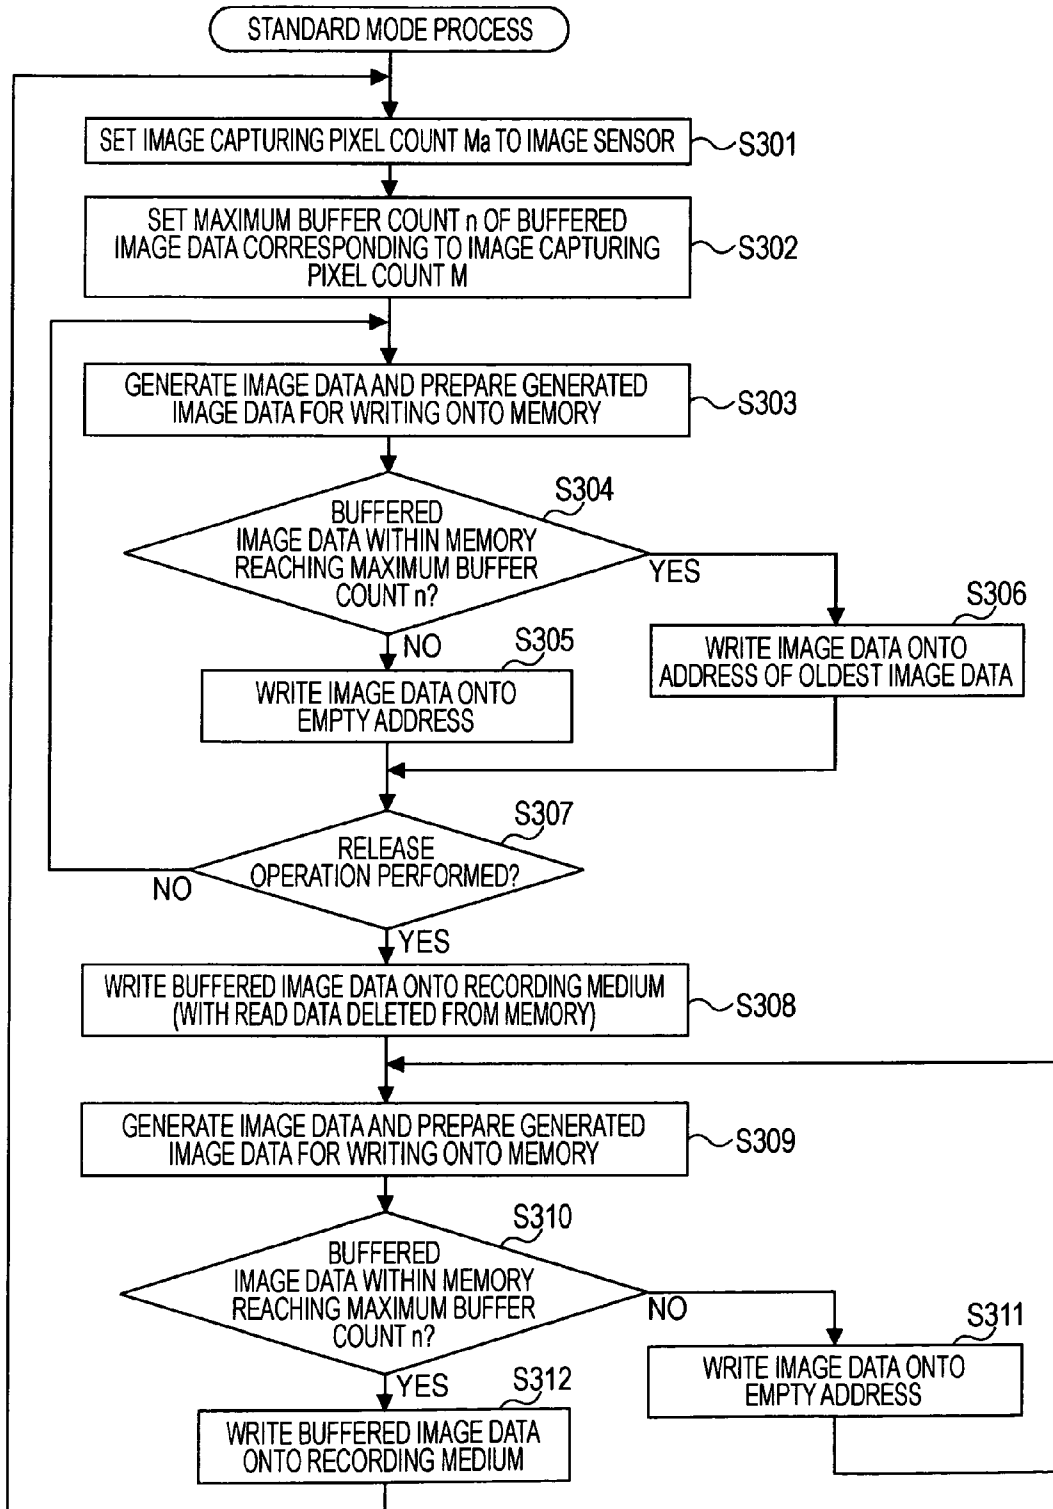 STANDARD MODE PROCESS
SET IMAGE CAPTURING PIXEL COUNT Ma TO IMAGE SENSOR
S301
SET MAXIMUM BUFFER COUNT n OF BUFFERED
IMAGE DATA CORRESPONDING TO IMAGE CAPTURING
PIXEL COUNT M
S302
GENERATE IMAGE DATA AND PREPARE GENERATED
IMAGE DATA FOR WRITING ONTO MEMORY
S303
S304
BUFFERED
IMAGE DATA WITHIN MEMORY
REACHING MAXIMUM BUFFER
COUNT n?
YES
NO
S306
WRITE IMAGE DATA ONTO
ADDRESS OF OLDEST IMAGE DATA
S305
WRITE IMAGE DATA ONTO
EMPTY ADDRESS
S307
RELEASE
OPERATION PERFORMED?
NO
YES
WRITE BUFFERED IMAGE DATA ONTO RECORDING MEDIUM
(WITH READ DATA DELETED FROM MEMORY)
S308
GENERATE IMAGE DATA AND PREPARE GENERATED
IMAGE DATA FOR WRITING ONTO MEMORY
S309
S310
BUFFERED
IMAGE DATA WITHIN MEMORY
REACHING MAXIMUM BUFFER
COUNT n?
NO
YES
S311
WRITE IMAGE DATA ONTO
EMPTY ADDRESS
S312
WRITE BUFFERED IMAGE DATA
ONTO RECORDING MEDIUM